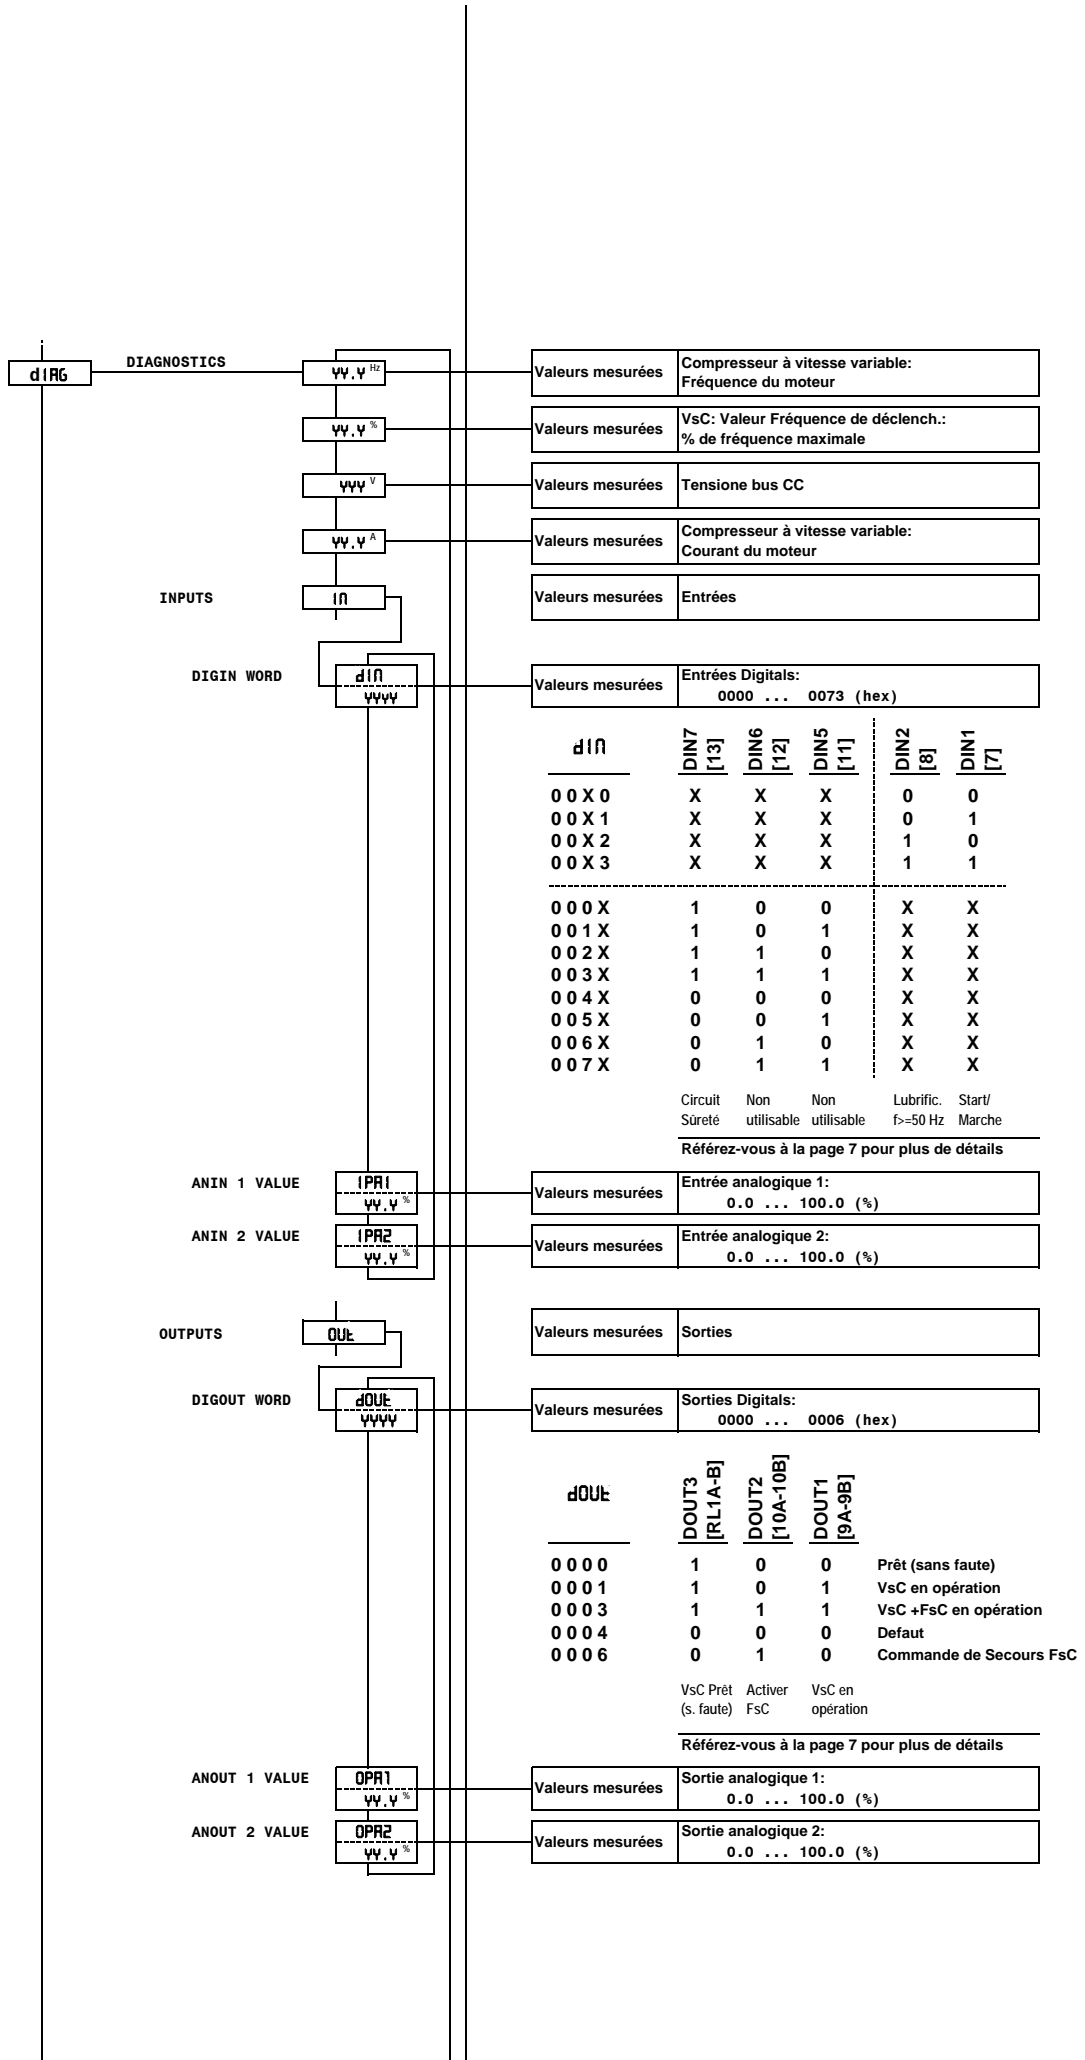 DIAGNOSTICS
dIAG
YY.Y Hz
Valeurs mesurées
Compresseur à vitesse variable:
Fréquence du moteur
YY.Y %
Valeurs mesurées
VsC: Valeur Fréquence de déclench.:
% de fréquence maximale
YYY V
Valeurs mesurées
Tensione bus CC
YY.Y A
Valeurs mesurées
Compresseur à vitesse variable:
Courant du moteur
INPUTS
In
Valeurs mesurées
Entrées
DIGIN WORD
dIn
YYYY
Valeurs mesurées
Entrées Digitals:
0000 ... 0073 (hex)
dIn
DIN7 [13]
DIN6 [12]
DIN5 [11]
DIN2 [8]
DIN1 [7]
0 0 X 0 X X X 0 0
0 0 X 1 X X X 0 1
0 0 X 2 X X X 1 0
0 0 X 3 X X X 1 1
0 0 0 X 1 0 0 X X
0 0 1 X 1 0 1 X X
0 0 2 X 1 1 0 X X
0 0 3 X 1 1 1 X X
0 0 4 X 0 0 0 X X
0 0 5 X 0 0 1 X X
0 0 6 X 0 1 0 X X
0 0 7 X 0 1 1 X X
Circuit Non Non Lubrific. Start/
Sûreté utilisable utilisable f>=50 Hz Marche
Référez-vous à la page 7 pour plus de détails
ANIN 1 VALUE
IPA1
YY.Y %
Valeurs mesurées
Entrée analogique 1:
0.0 ... 100.0 (%)
ANIN 2 VALUE
IPA2
YY.Y %
Valeurs mesurées
Entrée analogique 2:
0.0 ... 100.0 (%)
OUTPUTS
OUt
Valeurs mesurées
Sorties
DIGOUT WORD
dOUt
YYYY
Valeurs mesurées
Sorties Digitals:
0000 ... 0006 (hex)
dOUt
DOUT3 [RL1A-B]
DOUT2 [10A-10B]
DOUT1 [9A-9B]
0 0 0 0 1 0 0 Prêt (sans faute)
0 0 0 1 1 0 1 VsC en opération
0 0 0 3 1 1 1 VsC +FsC en opération
0 0 0 4 0 0 0 Defaut
0 0 0 6 0 1 0 Commande de Secours FsC
VsC Prêt Activer VsC en
(s. faute) FsC opération
Référez-vous à la page 7 pour plus de détails
ANOUT 1 VALUE
OPA1
YY.Y %
Valeurs mesurées
Sortie analogique 1:
0.0 ... 100.0 (%)
ANOUT 2 VALUE
OPA2
YY.Y %
Valeurs mesurées
Sortie analogique 2:
0.0 ... 100.0 (%)